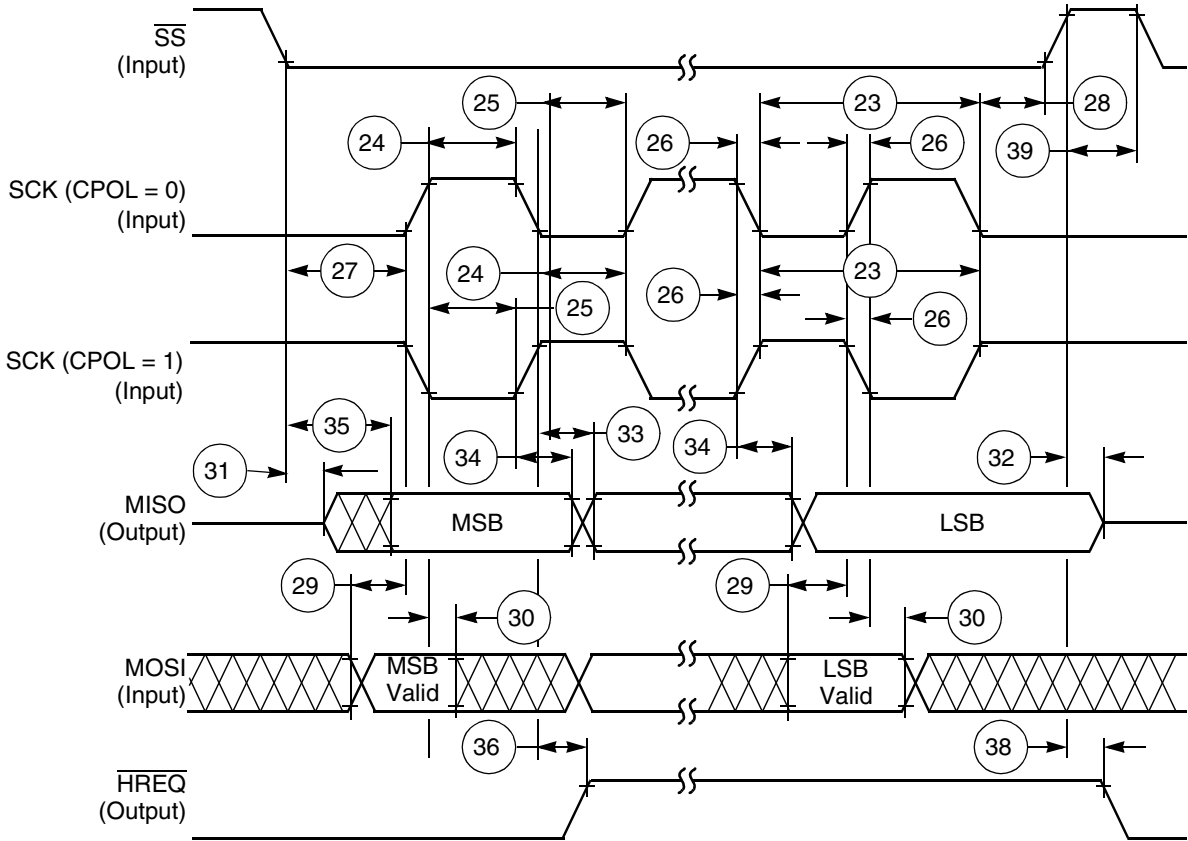 SS
(Input)
25
23
28
24
26
26
39
SCK (CPOL = 0)
(Input)
27
24
23
26
25
26
SCK (CPOL = 1)
(Input)
35
33
34
34
31
32
MISO
(Output)
MSB
LSB
29
29
30
30
MOSI
(Input)
MSB
Valid
LSB
Valid
36
38
HREQ
(Output)